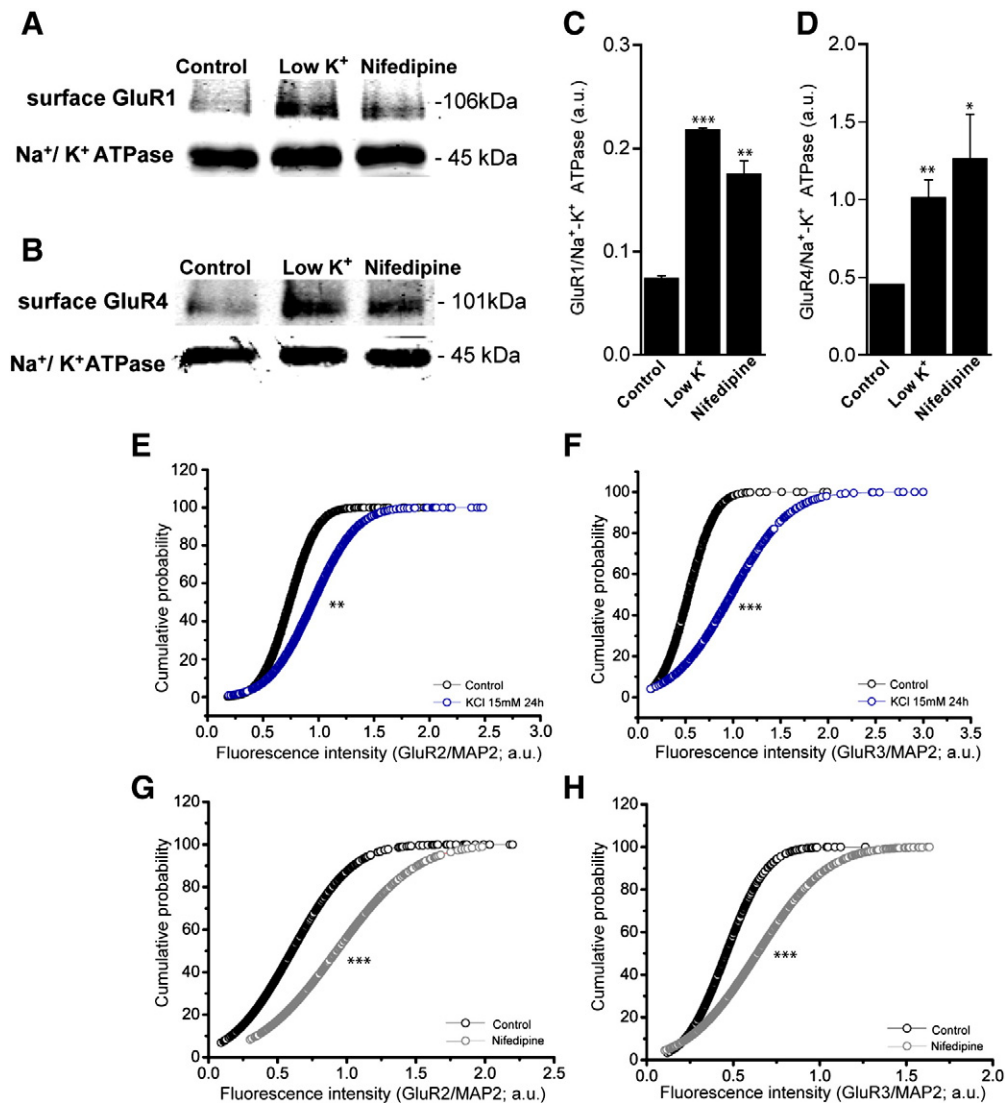 A
Control Low K+ Nifedipine
surface GluR1
-106kDa
Na+/ K+ ATPase
- 45 kDa
B
Control Low K+ Nifedipine
surface GluR4
- 101kDa
Na+/ K+ATPase
- 45 kDa
C
GluR1/Na+-K+ ATPase (a.u.)
0.3
0.2
0.1
0.0
***
**
Control
Low K+
Nifedipine
D
GluR4/Na+-K+ ATPase (a.u.)
2.0
1.5
1.0
0.5
0.0
**
*
Control
Low K+
Nifedipine
E
Cumulative probability
120
100
80
60
40
20
0
**
Control
KCl 15mM 24h
0.0 0.5 1.0 1.5 2.0 2.5 3.0
Fluorescence intensity (GluR2/MAP2; a.u.)
F
Cumulative probability
120
100
80
60
40
20
0
***
Control
KCl 15mM 24h
0.0 0.5 1.0 1.5 2.0 2.5 3.0 3.5
Fluorescence intensity (GluR3/MAP2; a.u.)
G
Cumulative probability
120
100
80
60
40
20
0
***
Control
Nifedipine
0.0 0.5 1.0 1.5 2.0 2.5
Fluorescence intensity (GluR2/MAP2; a.u.)
H
Cumulative probability
120
100
80
60
40
20
0
***
Control
Nifedipine
0.0 0.5 1.0 1.5 2.0
Fluorescence intensity (GluR3/MAP2; a.u.)